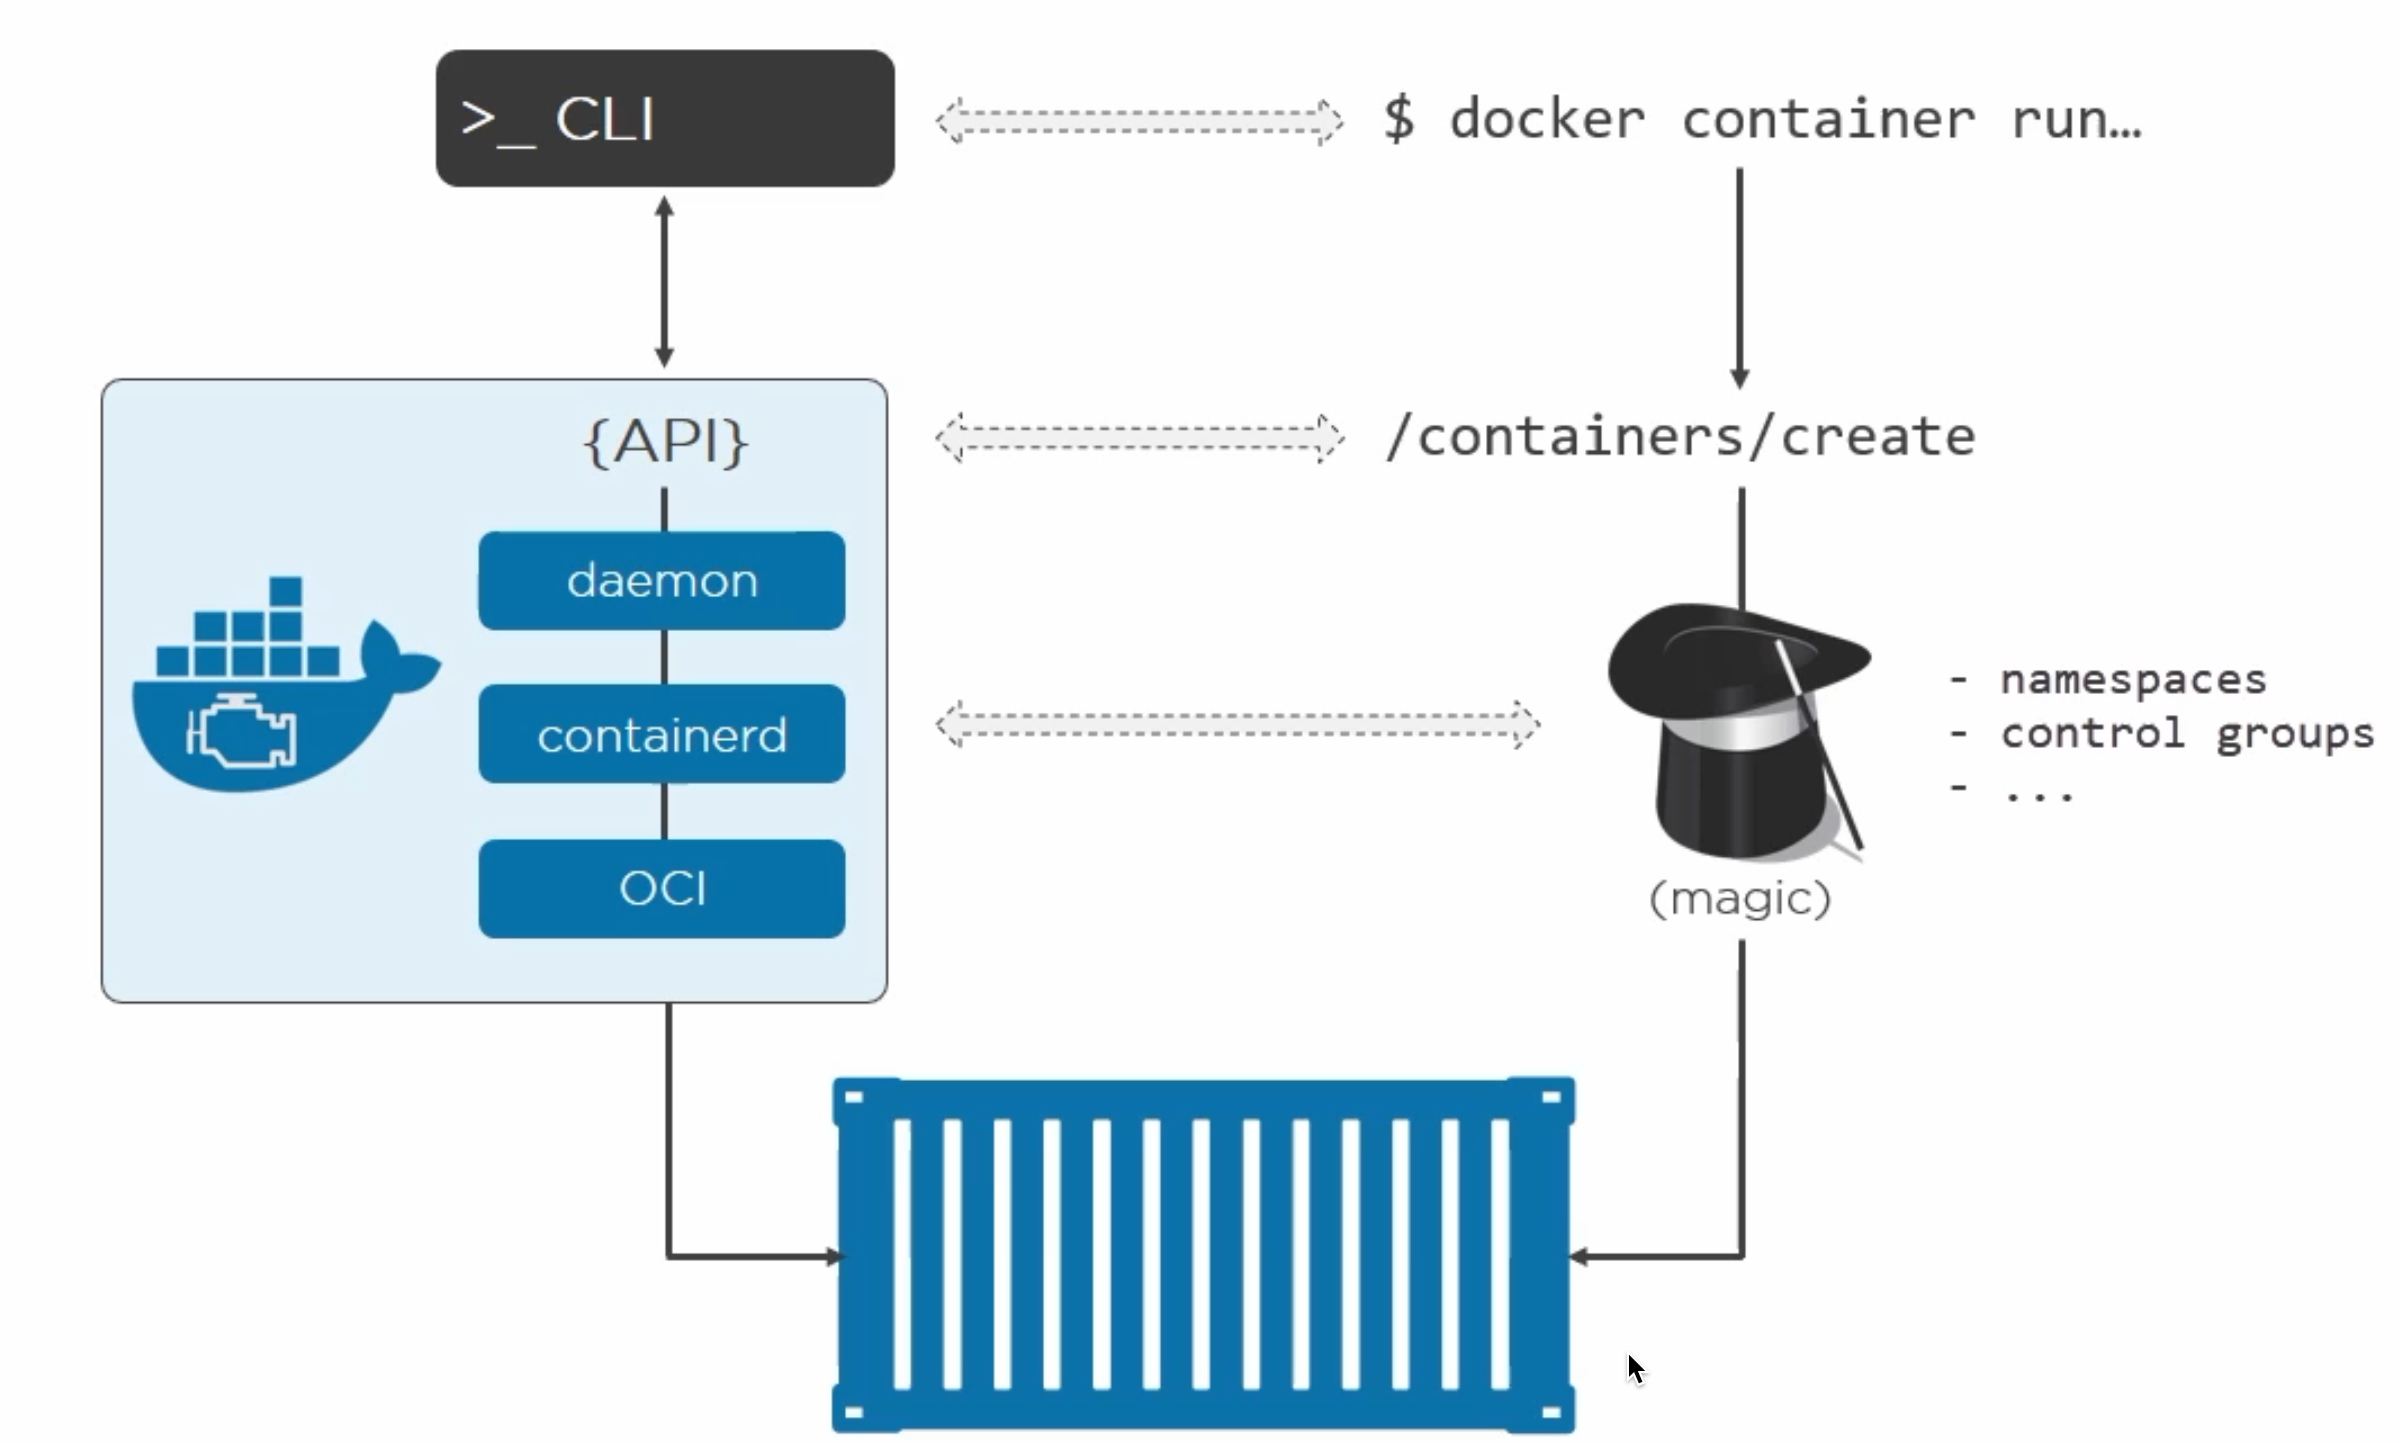 >_ CLI
$ docker container run…
{API}
/containers/create
daemon
containerd
OCI
- namespaces
- control groups
- ...
(magic)